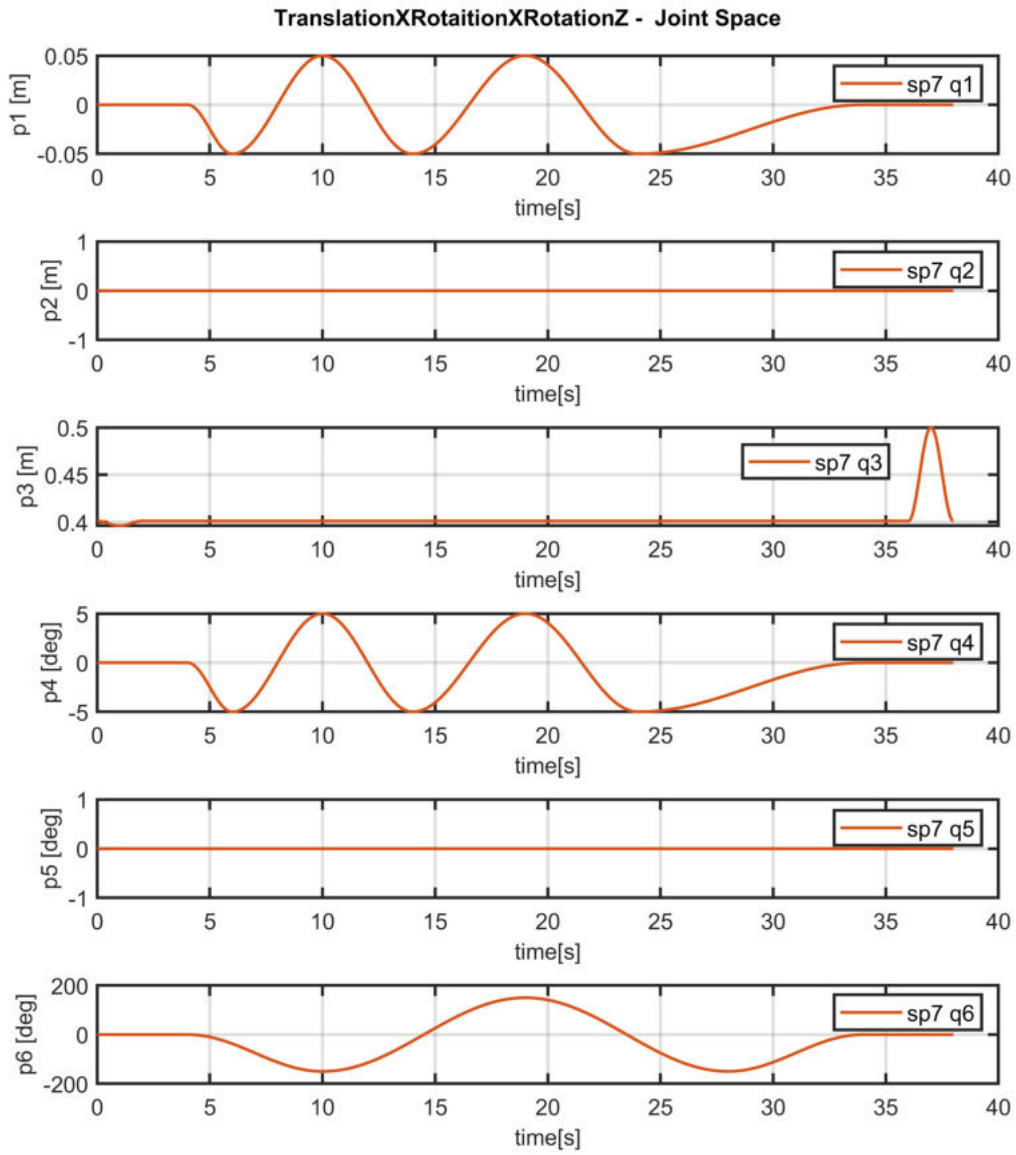 TranslationXRotaitionXRotationZ - Joint Space
p1 [m]
0.05
0
-0.05
sp7 q1
0 5 10 15 20 25 30 35 40
time[s]
p2 [m]
1
0
-1
sp7 q2
0 5 10 15 20 25 30 35 40
time[s]
p3 [m]
0.5
0.45
0.4
sp7 q3
0 5 10 15 20 25 30 35 40
time[s]
p4 [deg]
5
0
-5
sp7 q4
0 5 10 15 20 25 30 35 40
time[s]
p5 [deg]
1
0
-1
sp7 q5
0 5 10 15 20 25 30 35 40
time[s]
p6 [deg]
200
0
-200
sp7 q6
0 5 10 15 20 25 30 35 40
time[s]